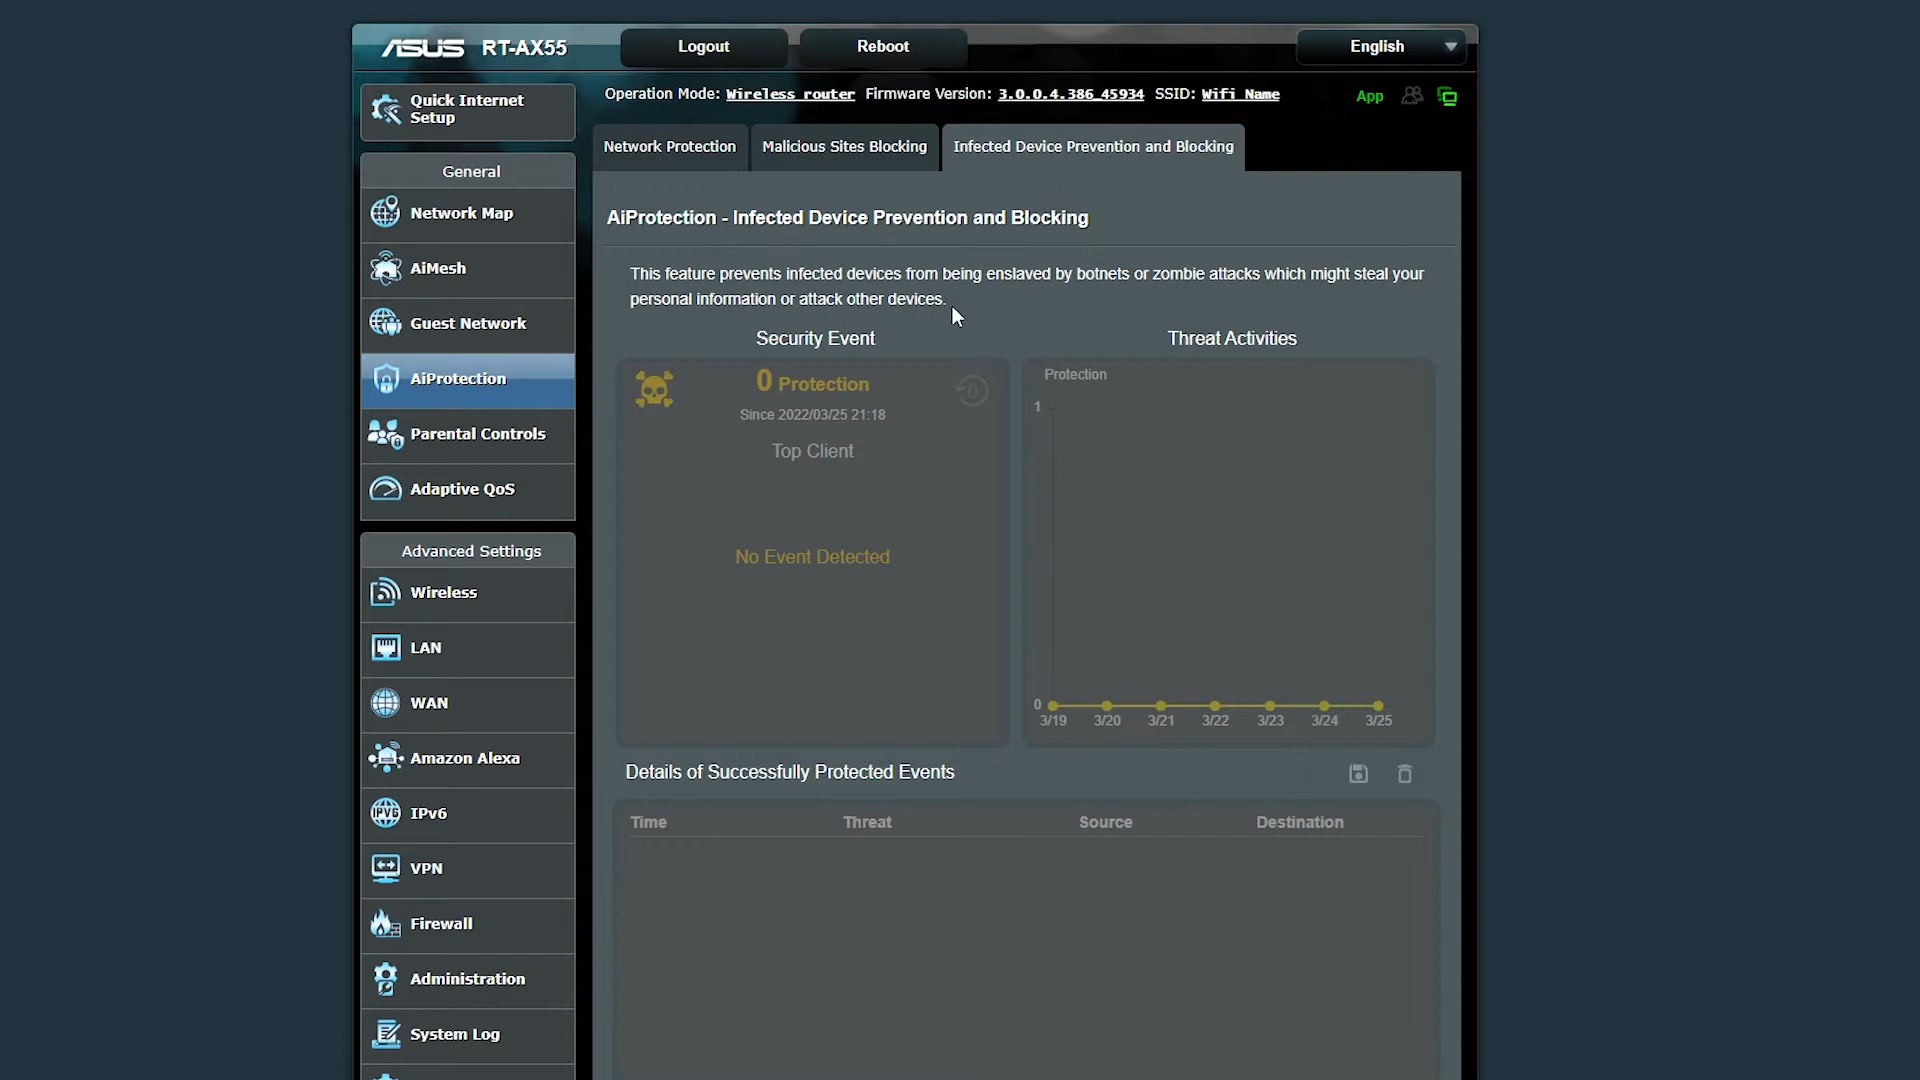 ASUS RT-AX55
Logout
Reboot
English
Quick Internet
Setup
Operation Mode: Wireless router Firmware Version: 3.0.0.4.386_45934 SSID: Wifi Name
App
General
Network Map
AiMesh
Guest Network
AiProtection
Parental Controls
Adaptive QoS
Advanced Settings
Wireless
LAN
WAN
Amazon Alexa
IPv6
IPv6
VPN
Firewall
Administration
System Log
Network Protection
Malicious Sites Blocking
Infected Device Prevention and Blocking
AiProtection - Infected Device Prevention and Blocking
This feature prevents infected devices from being enslaved by botnets or zombie attacks which might steal your
personal information or attack other devices.
Security Event
0 Protection
0
Since 2022/03/25 21:18
Top Client
No Event Detected
Threat Activities
Protection
1
0
3/19 3/20 3/21 3/22 3/23 3/24 3/25
Details of Successfully Protected Events
Time Threat Source Destination